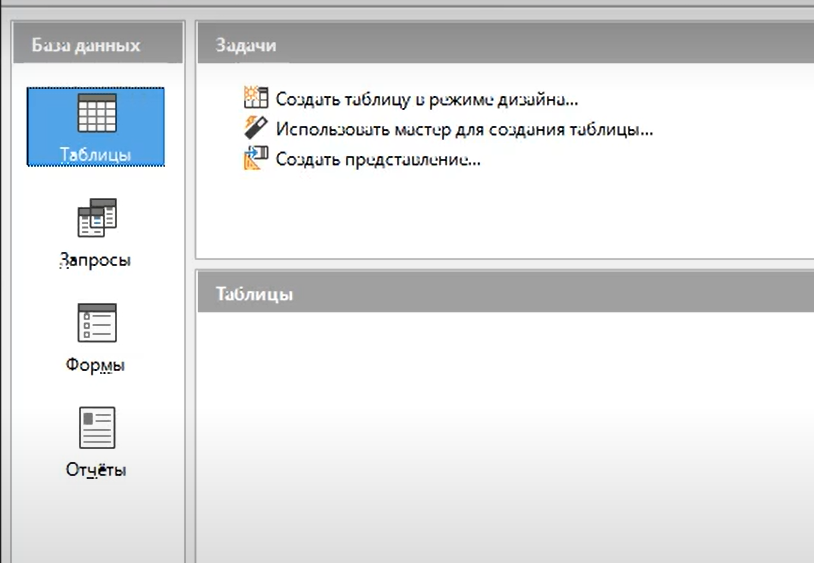 База данных
Таблицы
Запросы
Формы
Отчёты
Задачи
Создать таблицу в режиме дизайна...
Использовать мастер для создания таблицы...
Создать представление...
Таблицы